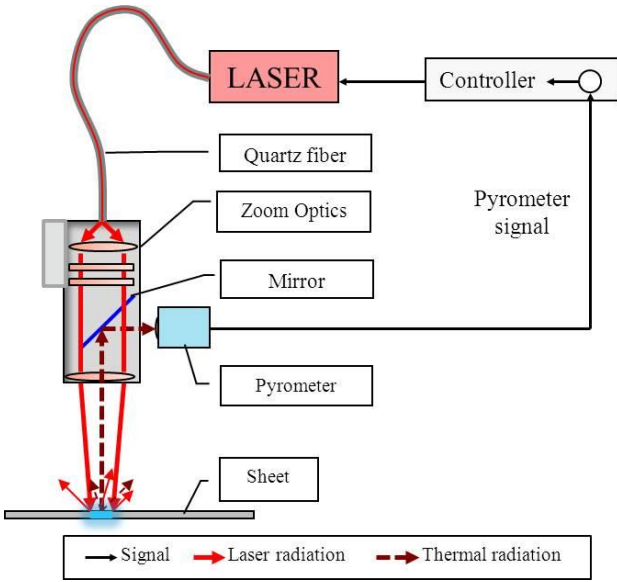 LASER
Controller
Quartz fiber
Zoom Optics
Pyrometer
signal
Mirror
Pyrometer
Sheet
Signal
Laser radiation
Thermal radiation